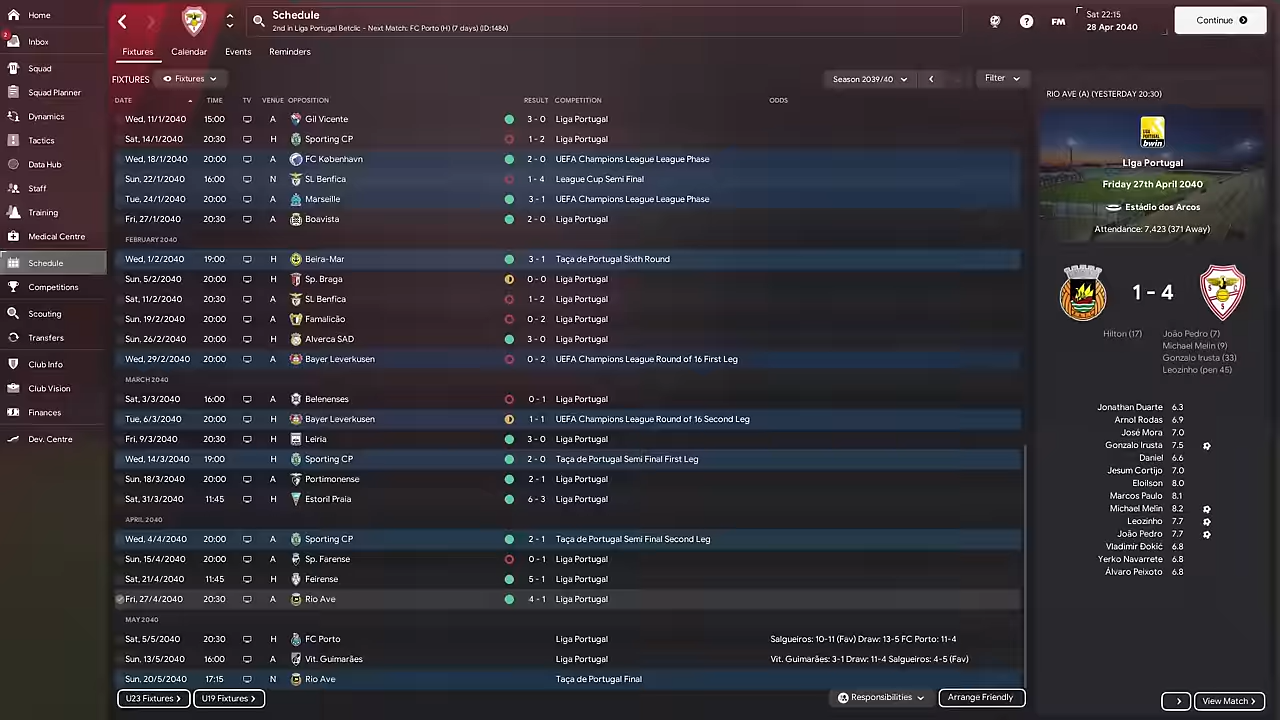 Home
2
Inbox
Squad
Squad Planner
Dynamics
Tactics
Data Hub
Staff
Training
Medical Centre
Schedule
Competitions
Scouting
Transfers
Club Info
Club Vision
Finances
Dev. Centre
Schedule
2nd in Liga Portugal Betclic - Next Match: FC Porto (H) (7 days) (ID:1486)
? FM
Sat 22:15
28 Apr 2040
Continue
Fixtures Calendar Events Reminders
FIXTURES Fixtures Season 2039/40 Filter
DATE TIME TV VENUE OPPOSITION RESULT COMPETITION ODDS
Wed, 11/1/2040 15:00 A Gil Vicente 3 - 0 Liga Portugal
Sat, 14/1/2040 20:30 H Sporting CP 1 - 2 Liga Portugal
Wed, 18/1/2040 20:00 A FC København 2 - 0 UEFA Champions League League Phase
Sun, 22/1/2040 16:00 N SL Benfica 1 - 4 League Cup Semi Final
Tue, 24/1/2040 20:00 A Marseille 3 - 1 UEFA Champions League League Phase
Fri, 27/1/2040 20:30 A Boavista 2 - 0 Liga Portugal
FEBRUARY 2040
Wed, 1/2/2040 19:00 H Beira-Mar 3 - 1 Taça de Portugal Sixth Round
Sun, 5/2/2040 20:00 H Sp. Braga 0 - 0 Liga Portugal
Sat, 11/2/2040 20:30 A SL Benfica 1 - 2 Liga Portugal
Sun, 19/2/2040 20:00 A Famalicão 0 - 2 Liga Portugal
Sun, 26/2/2040 20:00 H Alverca SAD 3 - 0 Liga Portugal
Wed, 29/2/2040 20:00 A Bayer Leverkusen 0 - 2 UEFA Champions League Round of 16 First Leg
MARCH 2040
Sat, 3/3/2040 16:00 A Belenenses 0 - 1 Liga Portugal
Tue, 6/3/2040 20:00 H Bayer Leverkusen 1 - 1 UEFA Champions League Round of 16 Second Leg
Fri, 9/3/2040 20:30 H Leiria 3 - 0 Liga Portugal
Wed, 14/3/2040 19:00 H Sporting CP 2 - 0 Taça de Portugal Semi Final First Leg
Sun, 18/3/2040 20:00 A Portimonense 2 - 1 Liga Portugal
Sat, 31/3/2040 11:45 H Estoril Praia 6 - 3 Liga Portugal
APRIL 2040
Wed, 4/4/2040 20:00 A Sporting CP 2 - 1 Taça de Portugal Semi Final Second Leg
Sun, 15/4/2040 20:00 A Sp. Farense 0 - 1 Liga Portugal
Sat, 21/4/2040 11:45 H Feirense 5 - 1 Liga Portugal
Fri, 27/4/2040 20:30 A Rio Ave 4 - 1 Liga Portugal
MAY 2040
Sat, 5/5/2040 20:30 H FC Porto Liga Portugal Salgueiros: 10-11 (Fav) Draw: 13-5 FC Porto: 11-4
Sun, 13/5/2040 16:00 A Vit. Guimarães Liga Portugal Vit. Guimarães: 3-1 Draw: 11-4 Salgueiros: 4-5 (Fav)
Sun, 20/5/2040 17:15 N Rio Ave Taça de Portugal Final
U23 Fixtures U19 Fixtures Responsibilities Arrange Friendly
RIO AVE (A) (YESTERDAY 20:30)
LIGA PORTUGAL
bwin
Liga Portugal
Friday 27th April 2040
Estádio dos Arcos
Attendance: 7,423 (371 Away)
1 - 4
Hilton (17)
João Pedro (7)
Michael Melin (9)
Gonzalo Irusta (33)
Leozinho (pen 45)
Jonathan Duarte 6.3
Arnol Rodas 6.9
José Mora 7.0
Gonzalo Irusta 7.5
Daniel 6.6
Jesum Cortijo 7.0
Eloilson 8.0
Marcos Paulo 8.1
Michael Melin 8.2
Leozinho 7.7
João Pedro 7.7
Vladimir Đokić 6.8
Yerko Navarrete 6.8
Álvaro Peixoto 6.8
View Match